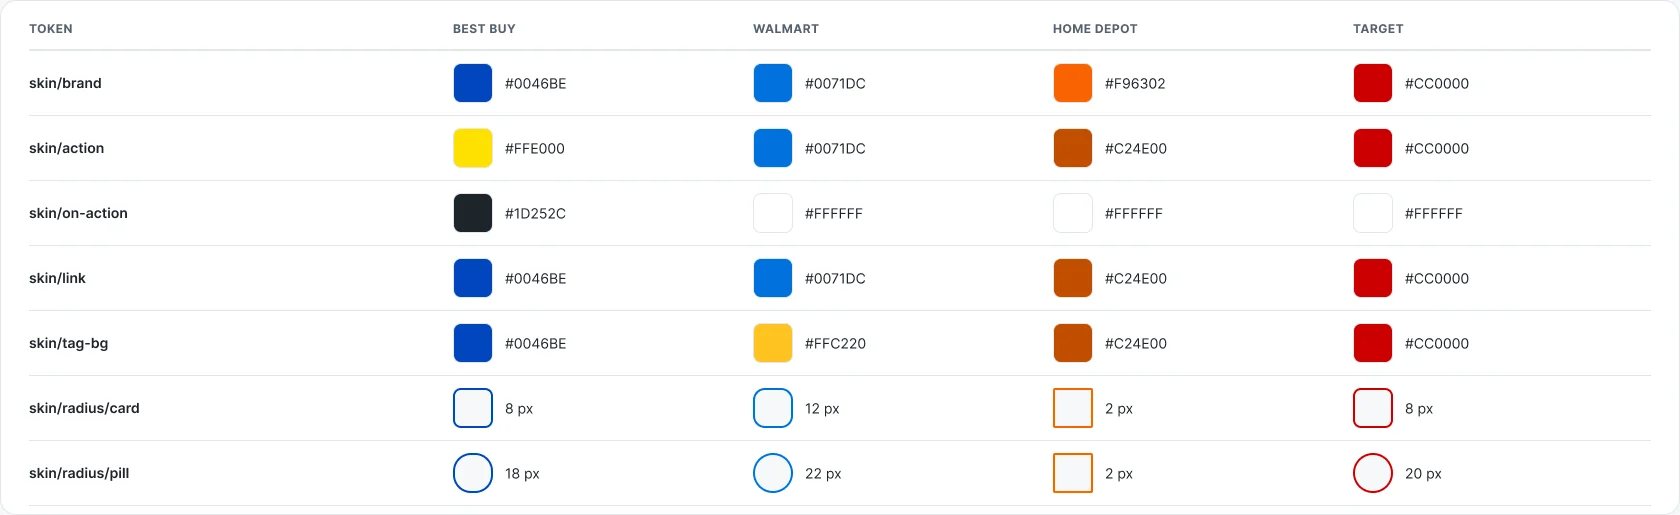 TOKEN BEST BUY WALMART HOME DEPOT TARGET
skin/brand #0046BE #0071DC #F96302 #CC0000
skin/action #FFE000 #0071DC #C24E00 #CC0000
skin/on-action #1D252C #FFFFFF #FFFFFF #FFFFFF
skin/link #0046BE #0071DC #C24E00 #CC0000
skin/tag-bg #0046BE #FFC220 #C24E00 #CC0000
skin/radius/card 8 px 12 px 2 px 8 px
skin/radius/pill 18 px 22 px 2 px 20 px